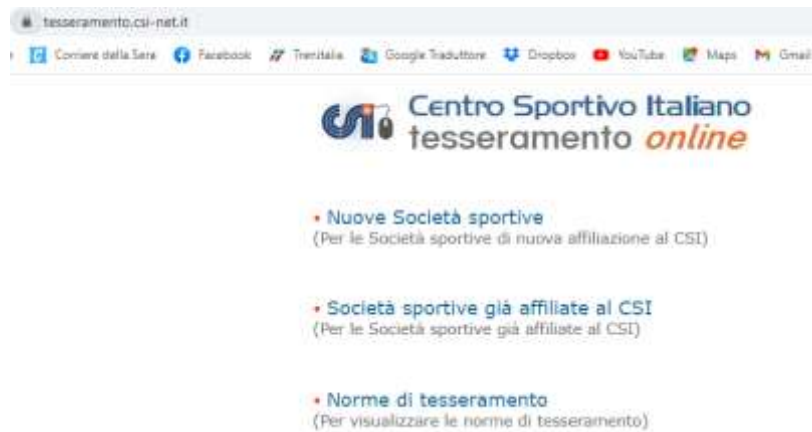 tesseramento.csi-net.it
Corriere della Sera Facebook Trenitalia Google Traduttore Dropbox YouTube Maps Gmail
CSI Centro Sportivo Italiano
tesseramento online
• Nuove Società sportive
(Per le Società sportive di nuova affiliazione al CSI)
• Società sportive già affiliate al CSI
(Per le Società sportive già affiliate al CSI)
• Norme di tesseramento
(Per visualizzare le norme di tesseramento)